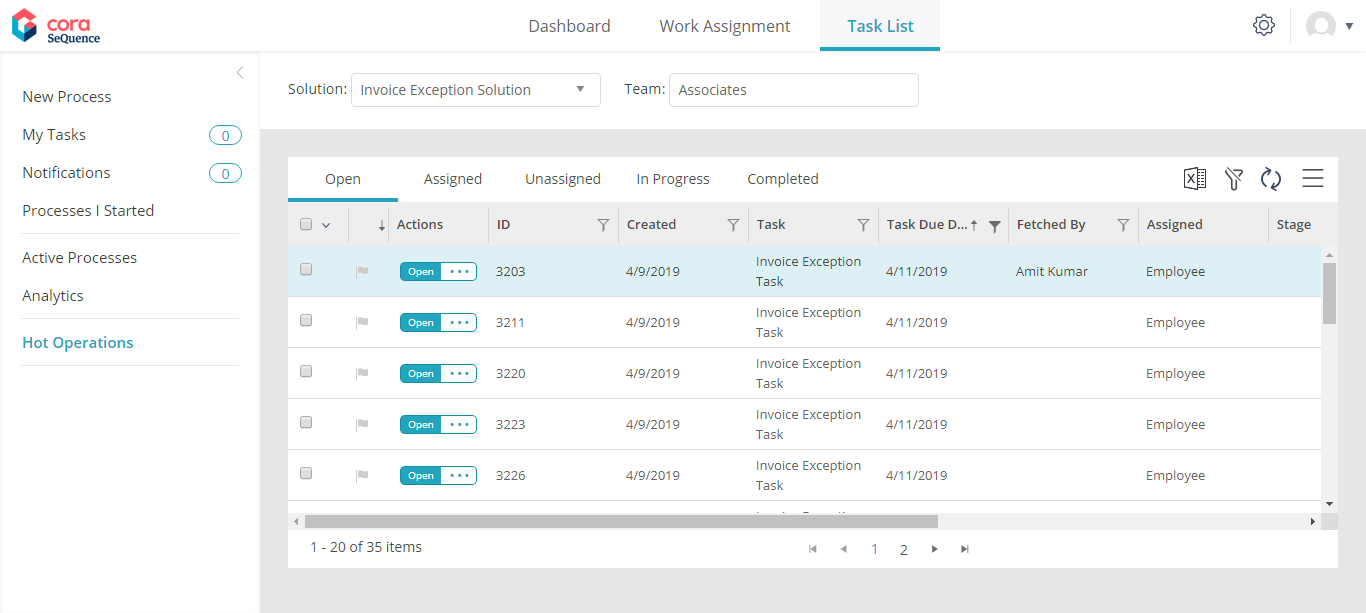 cora
SeQuence
Dashboard
Work Assignment
Task List
New Process
My Tasks
0
Notifications
0
Processes I Started
Active Processes
Analytics
Hot Operations
Solution: Invoice Exception Solution
Team: Associates
Open
Assigned
Unassigned
In Progress
Completed
Actions
ID
Created
Task
Task Due D...
Fetched By
Assigned
Stage
Open
3203
4/9/2019
Invoice Exception
Task
4/11/2019
Amit Kumar
Employee
Open
3211
4/9/2019
Invoice Exception
Task
4/11/2019
Employee
Open
3220
4/9/2019
Invoice Exception
Task
4/11/2019
Employee
Open
3223
4/9/2019
Invoice Exception
Task
4/11/2019
Employee
Open
3226
4/9/2019
Invoice Exception
Task
4/11/2019
Employee
1 - 20 of 35 items
1
2